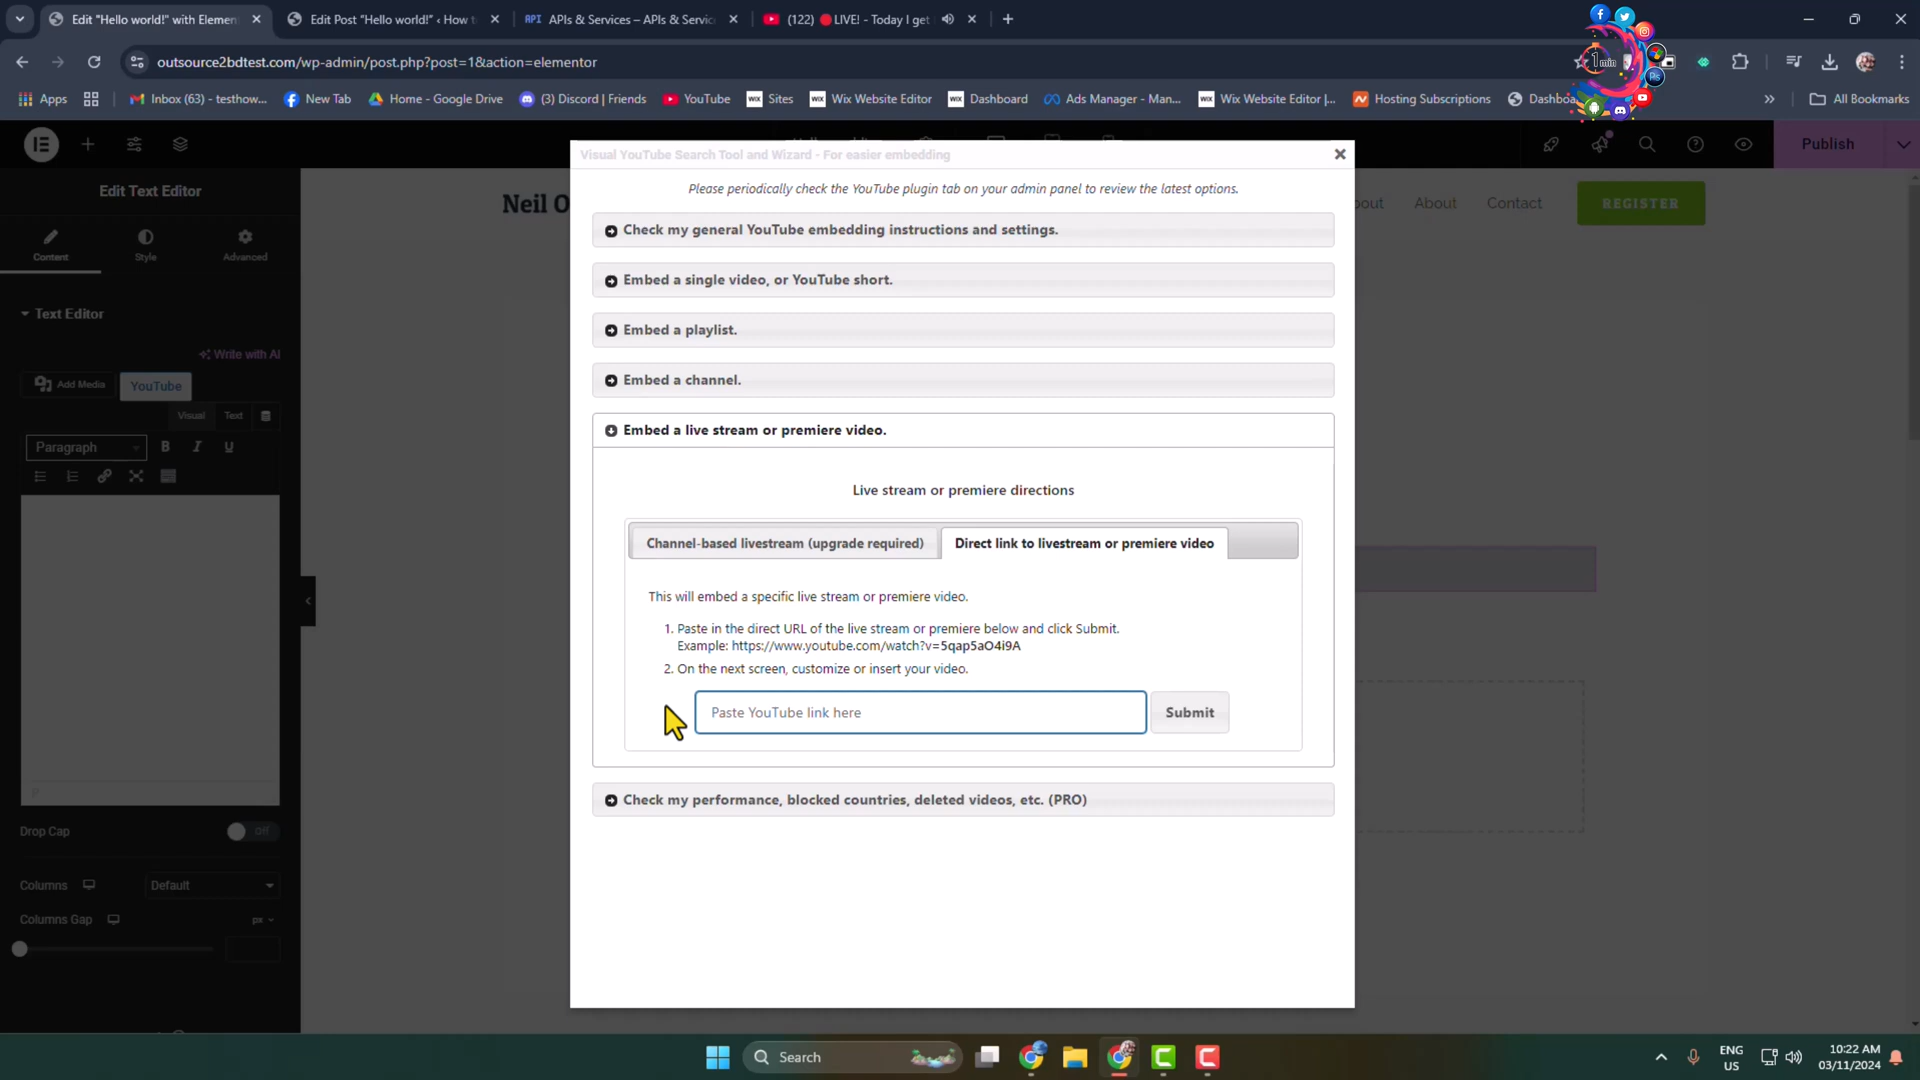 Edit "Hello world!" with Elemen
Edit Post "Hello world!" ‹ How t
API APIs & Services – APIs & Servic
(122) 🔴LIVE! - Today I get
outsource2bdtest.com/wp-admin/post.php?post=1&action=elementor
1min
Apps
Inbox (63) - testhow...
New Tab
Home - Google Drive
(3) Discord | Friends
YouTube
WIX Sites
WIX Wix Website Editor
WIX Dashboard
Ads Manager - Man...
WIX Wix Website Editor |...
Hosting Subscriptions
Dashboa
All Bookmarks
Ps
Publish
Edit Text Editor
Content
Style
Advanced
Text Editor
Write with AI
Add Media
YouTube
Visual
Text
Paragraph
B I U
P
Drop Cap
Off
Columns
Default
Columns Gap
px
Neil O
bout
About
Contact
REGISTER
Visual YouTube Search Tool and Wizard - For easier embedding
Please periodically check the YouTube plugin tab on your admin panel to review the latest options.
Check my general YouTube embedding instructions and settings.
Embed a single video, or YouTube short.
Embed a playlist.
Embed a channel.
Embed a live stream or premiere video.
Live stream or premiere directions
Channel-based livestream (upgrade required)
Direct link to livestream or premiere video
This will embed a specific live stream or premiere video.
1. Paste in the direct URL of the live stream or premiere below and click Submit.
Example: https://www.youtube.com/watch?v=5qap5aO4i9A
2. On the next screen, customize or insert your video.
Paste YouTube link here
Submit
Check my performance, blocked countries, deleted videos, etc. (PRO)
Search
ENG
US
10:22 AM
03/11/2024